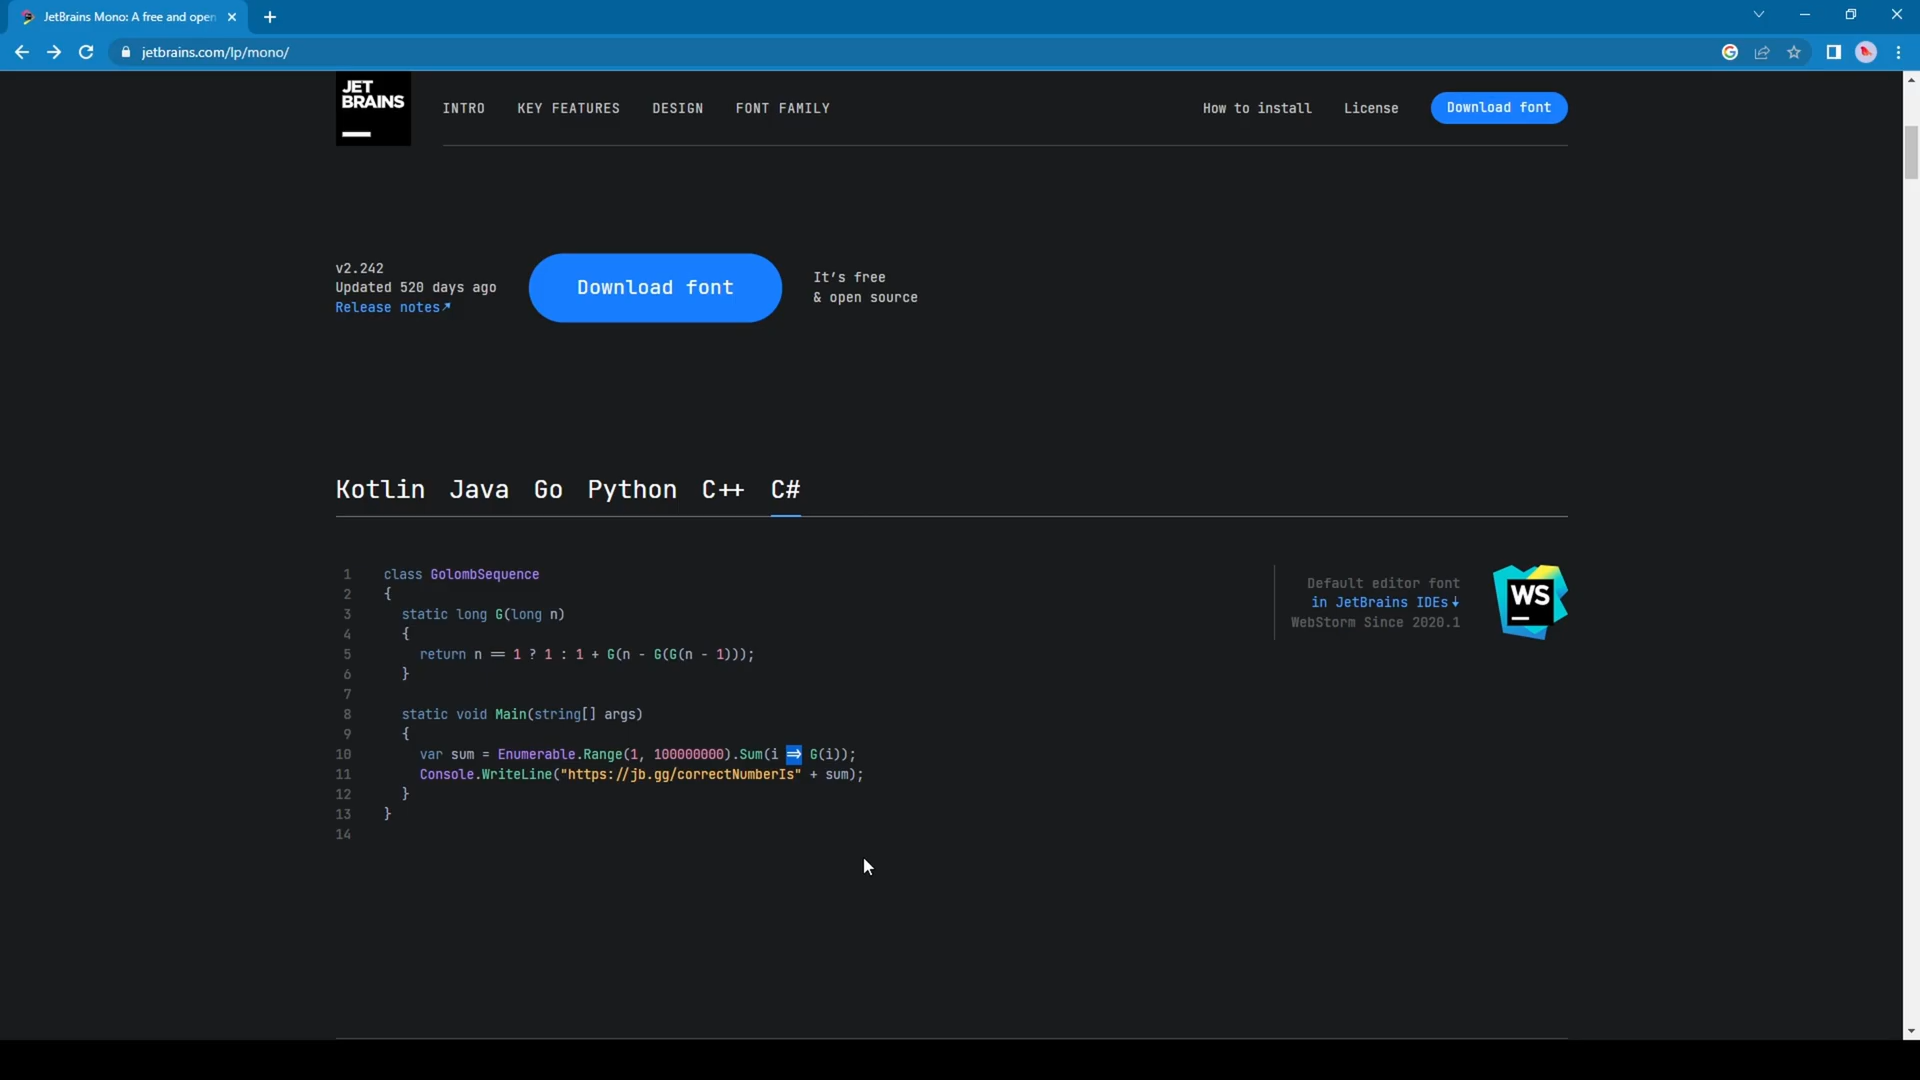 JetBrains Mono: A free and open
jetbrains.com/lp/mono/
JET
BRAINS
INTRO KEY FEATURES DESIGN FONT FAMILY How to install License Download font
v2.242
Updated 520 days ago
Release notes↗
Download font
It's free
& open source
Kotlin Java Go Python C++ C#
1 class GolombSequence
2 {
3 static long G(long n)
4 {
5 return n == 1 ? 1 : 1 + G(n - G(G(n - 1)));
6 }
7
8 static void Main(string[] args)
9 {
10 var sum = Enumerable.Range(1, 100000000).Sum(i => G(i));
11 Console.WriteLine("https://jb.gg/correctNumberIs" + sum);
12 }
13 }
14
Default editor font
in JetBrains IDEs↓
WebStorm Since 2020.1
WS